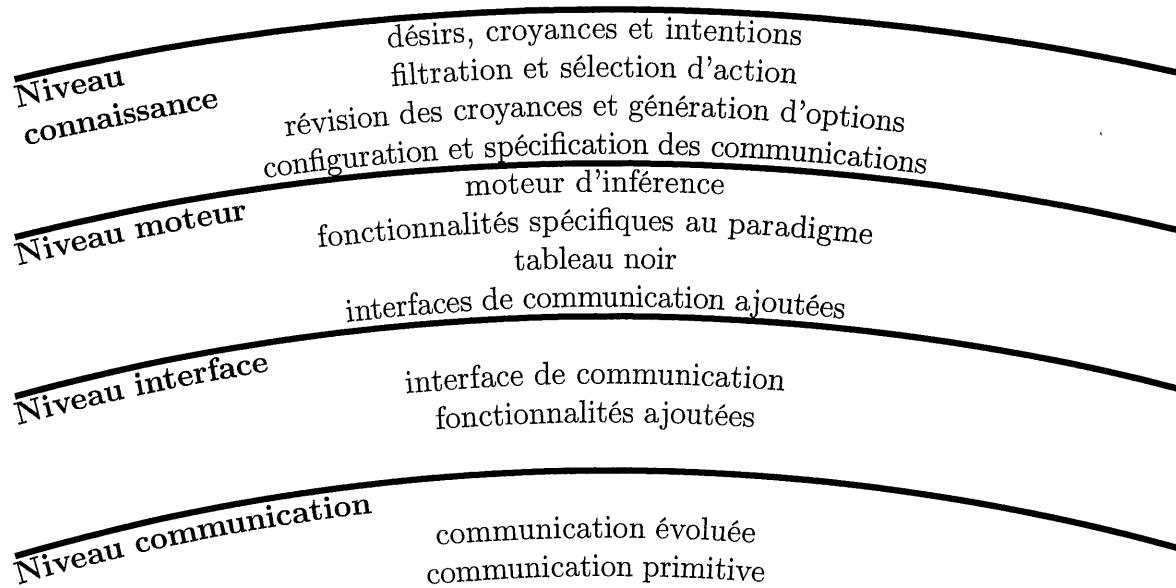 désirs, croyances et intentions
Niveau
connaissance
filtration et sélection d'action
révision des croyances et génération d'options
configuration et spécification des communications
Niveau moteur
moteur d'inférence
fonctionnalités spécifiques au paradigme
tableau noir
interfaces de communication ajoutées
Niveau interface
interface de communication
fonctionnalités ajoutées
Niveau communication
communication évoluée
communication primitive